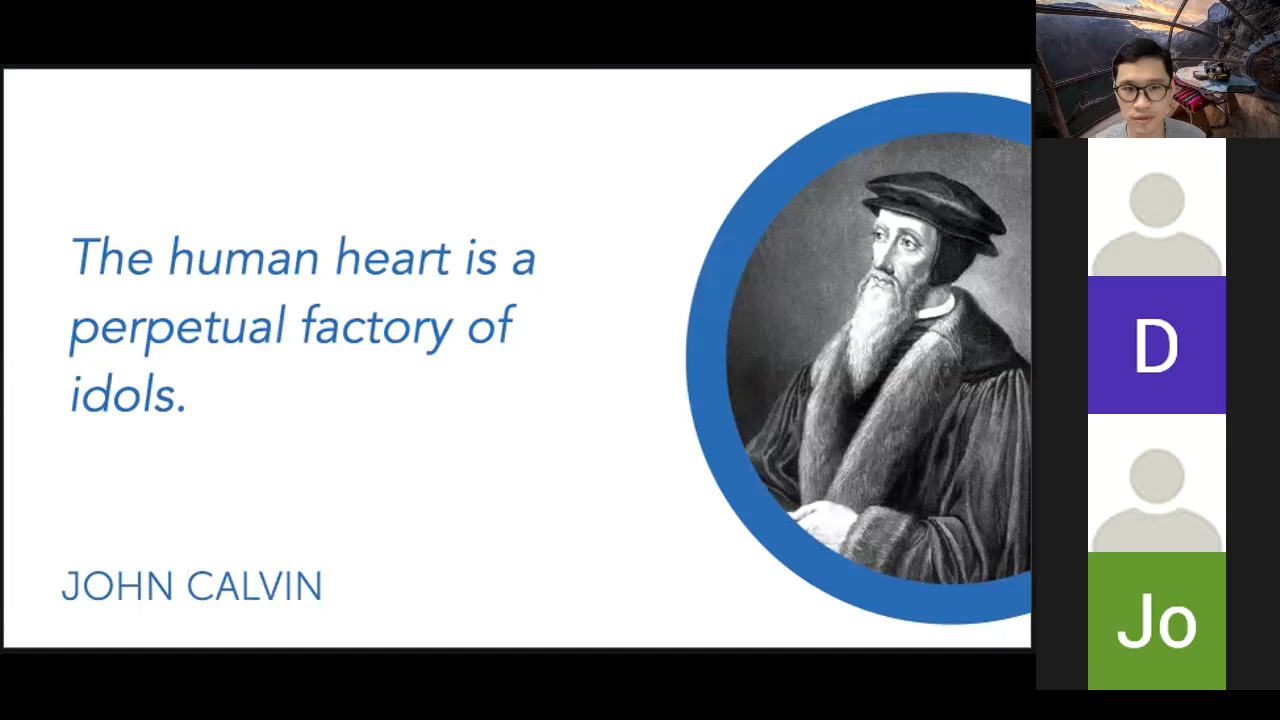 The human heart is a
perpetual factory of
idols.
JOHN CALVIN
D
Jo